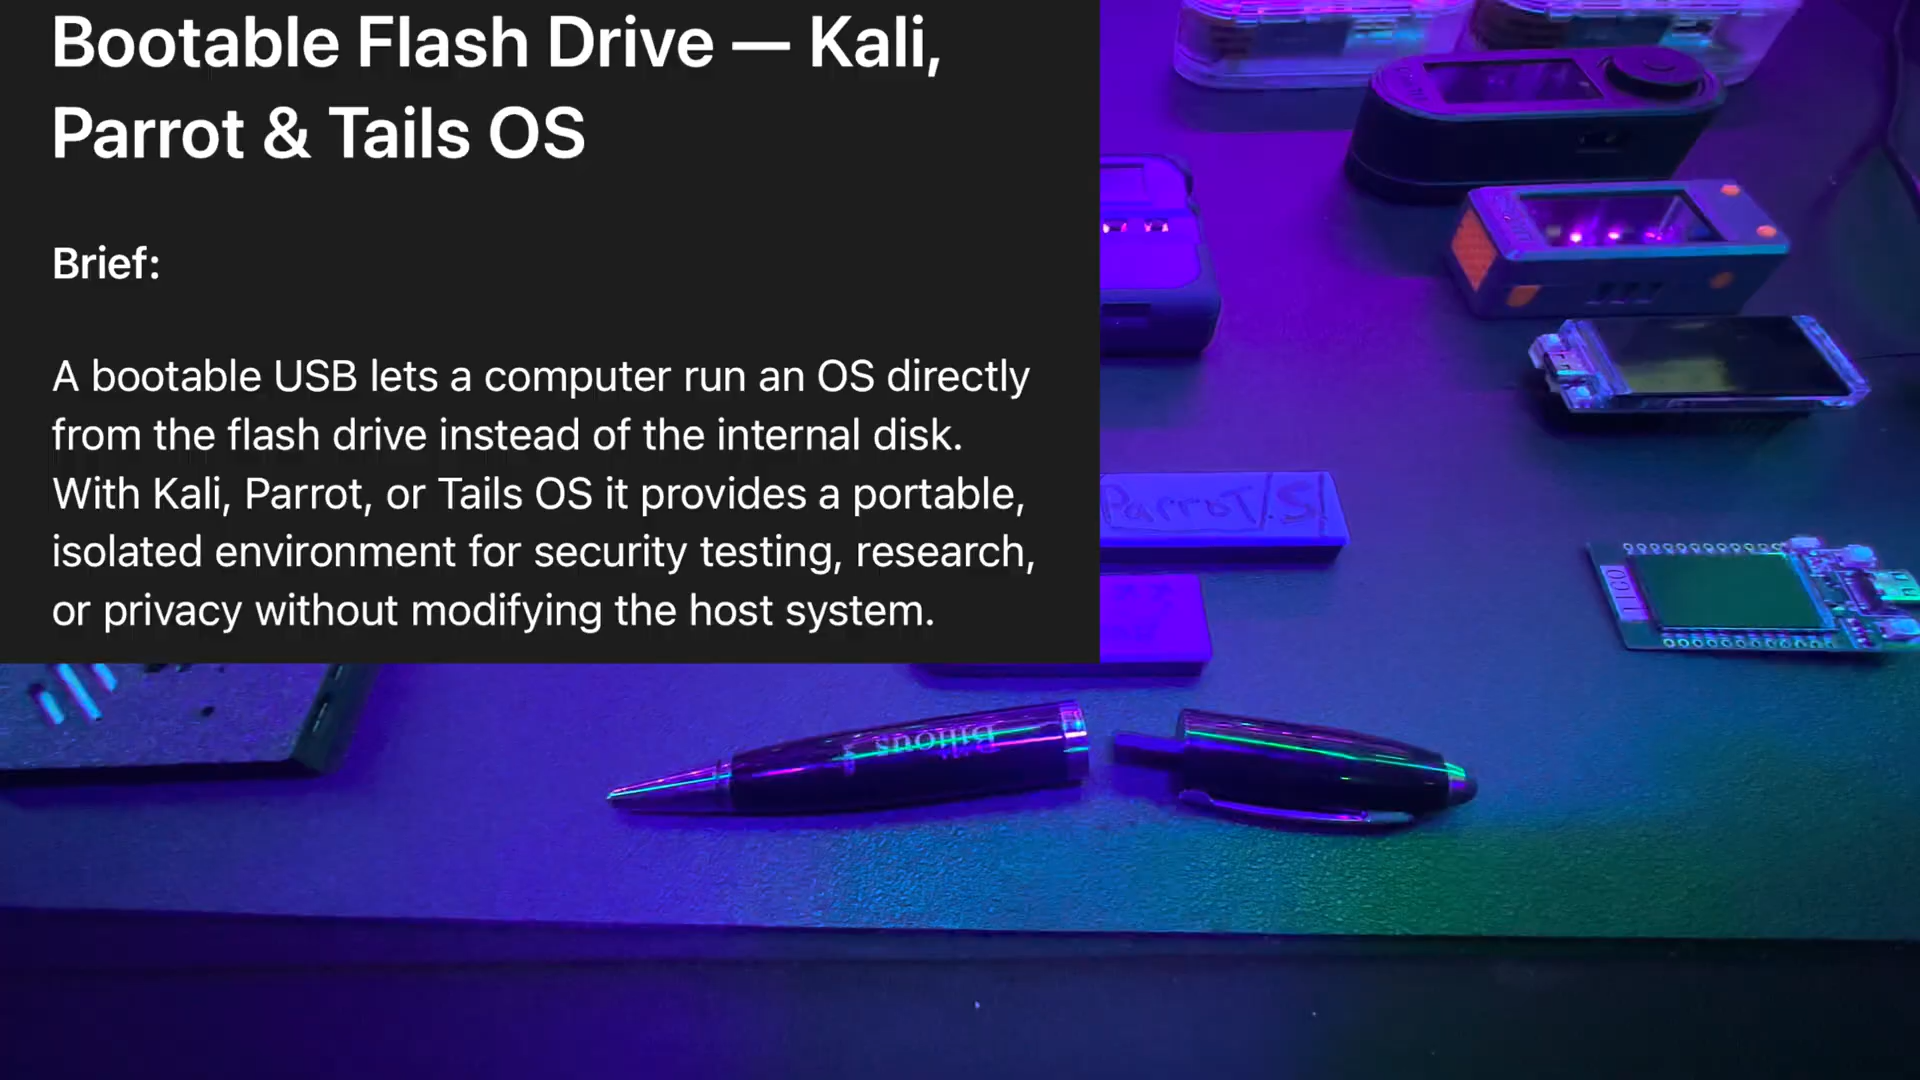 Bootable Flash Drive — Kali,
Parrot & Tails OS
Brief:
A bootable USB lets a computer run an OS directly
from the flash drive instead of the internal disk.
With Kali, Parrot, or Tails OS it provides a portable,
isolated environment for security testing, research,
or privacy without modifying the host system.
ParroT
Bilious